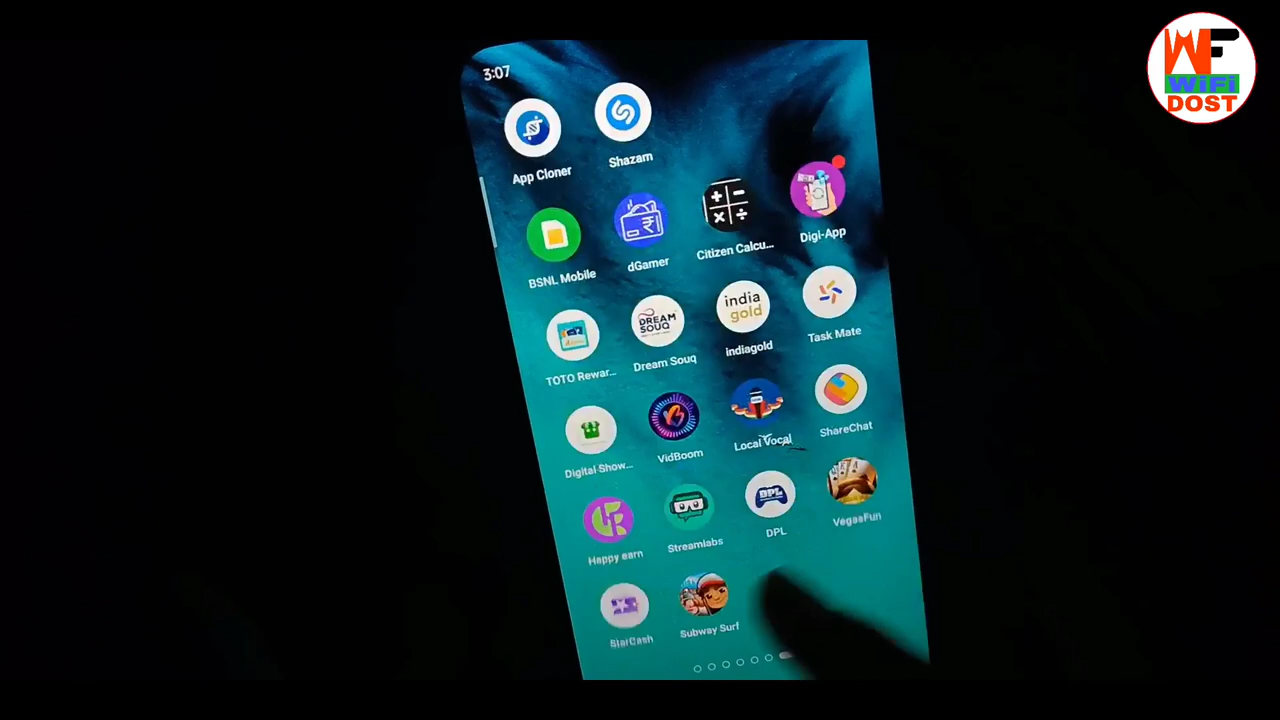 3:07
App Cloner
Shazam
BSNL Mobile
dGamer
Citizen Calcu...
Digi-App
TOTO Rewar...
DREAM
SOUQ
Dream Souq
india
gold
indiagold
Task Mate
Digital Show...
VidBoom
Local Vocal
ShareChat
Happy earn
Streamlabs
DPL
DPL
VegasFun
StarCash
Subway Surf
WF
WiFi
DOST